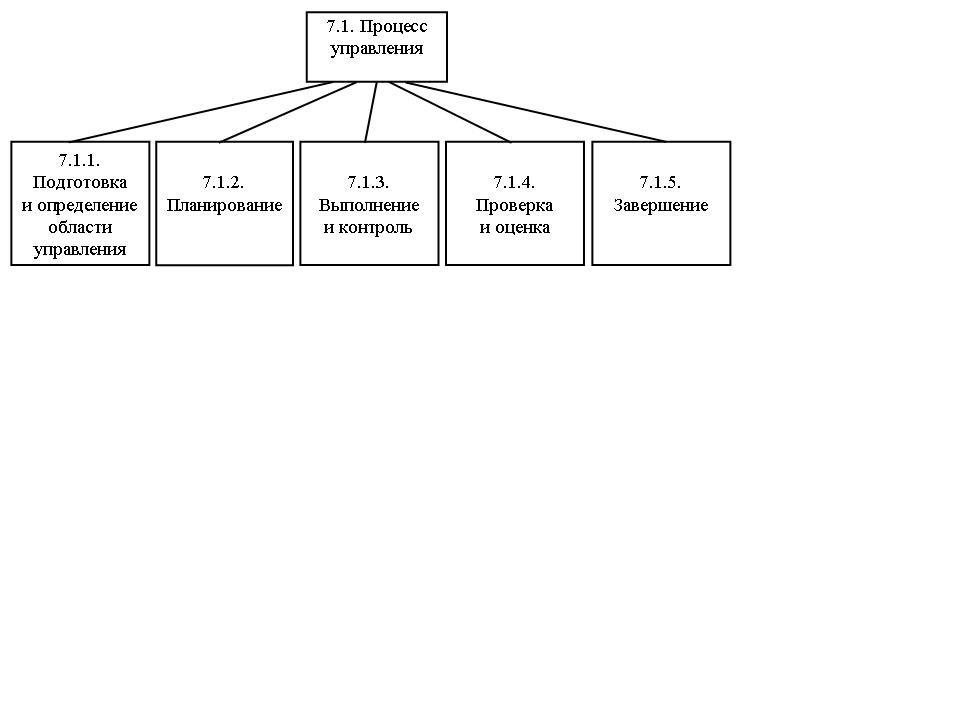 7.1. Процесс
управления
7.1.1.
Подготовка
и определение
области
управления
7.1.2.
Планирование
7.1.3.
Выполнение
и контроль
7.1.4.
Проверка
и оценка
7.1.5.
Завершение